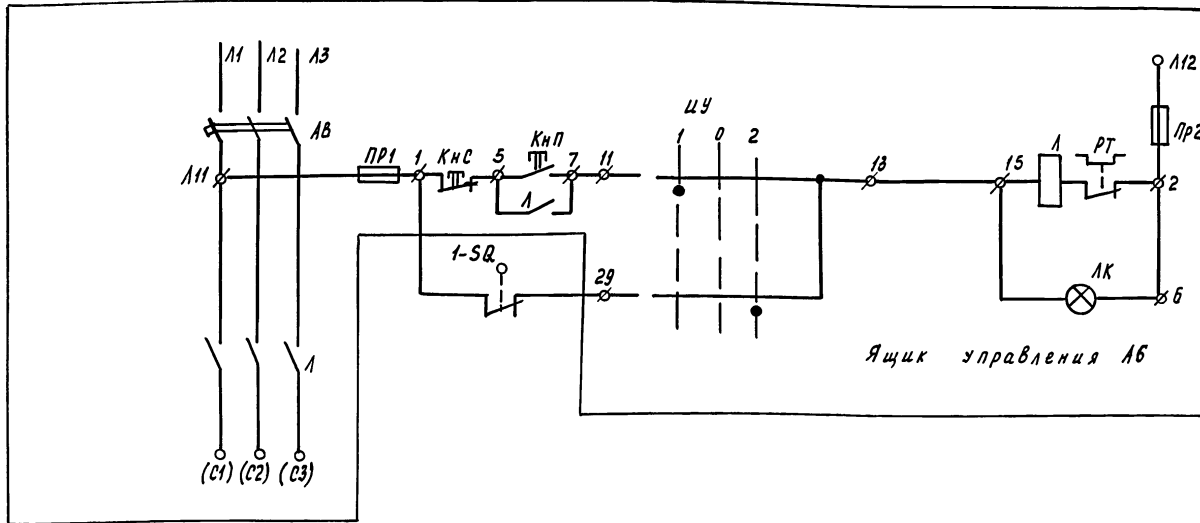 Л1 Л2 Л3
АВ
Л11
ПР1
1
КнС
5
КнП
7
11
Л
ЦУ
1 0 2
13
15
Л
РТ
Л12
Пр2
2
1-SQ
29
ЛК
6
Ящик управления А6
Л
(С1) (С2) (С3)